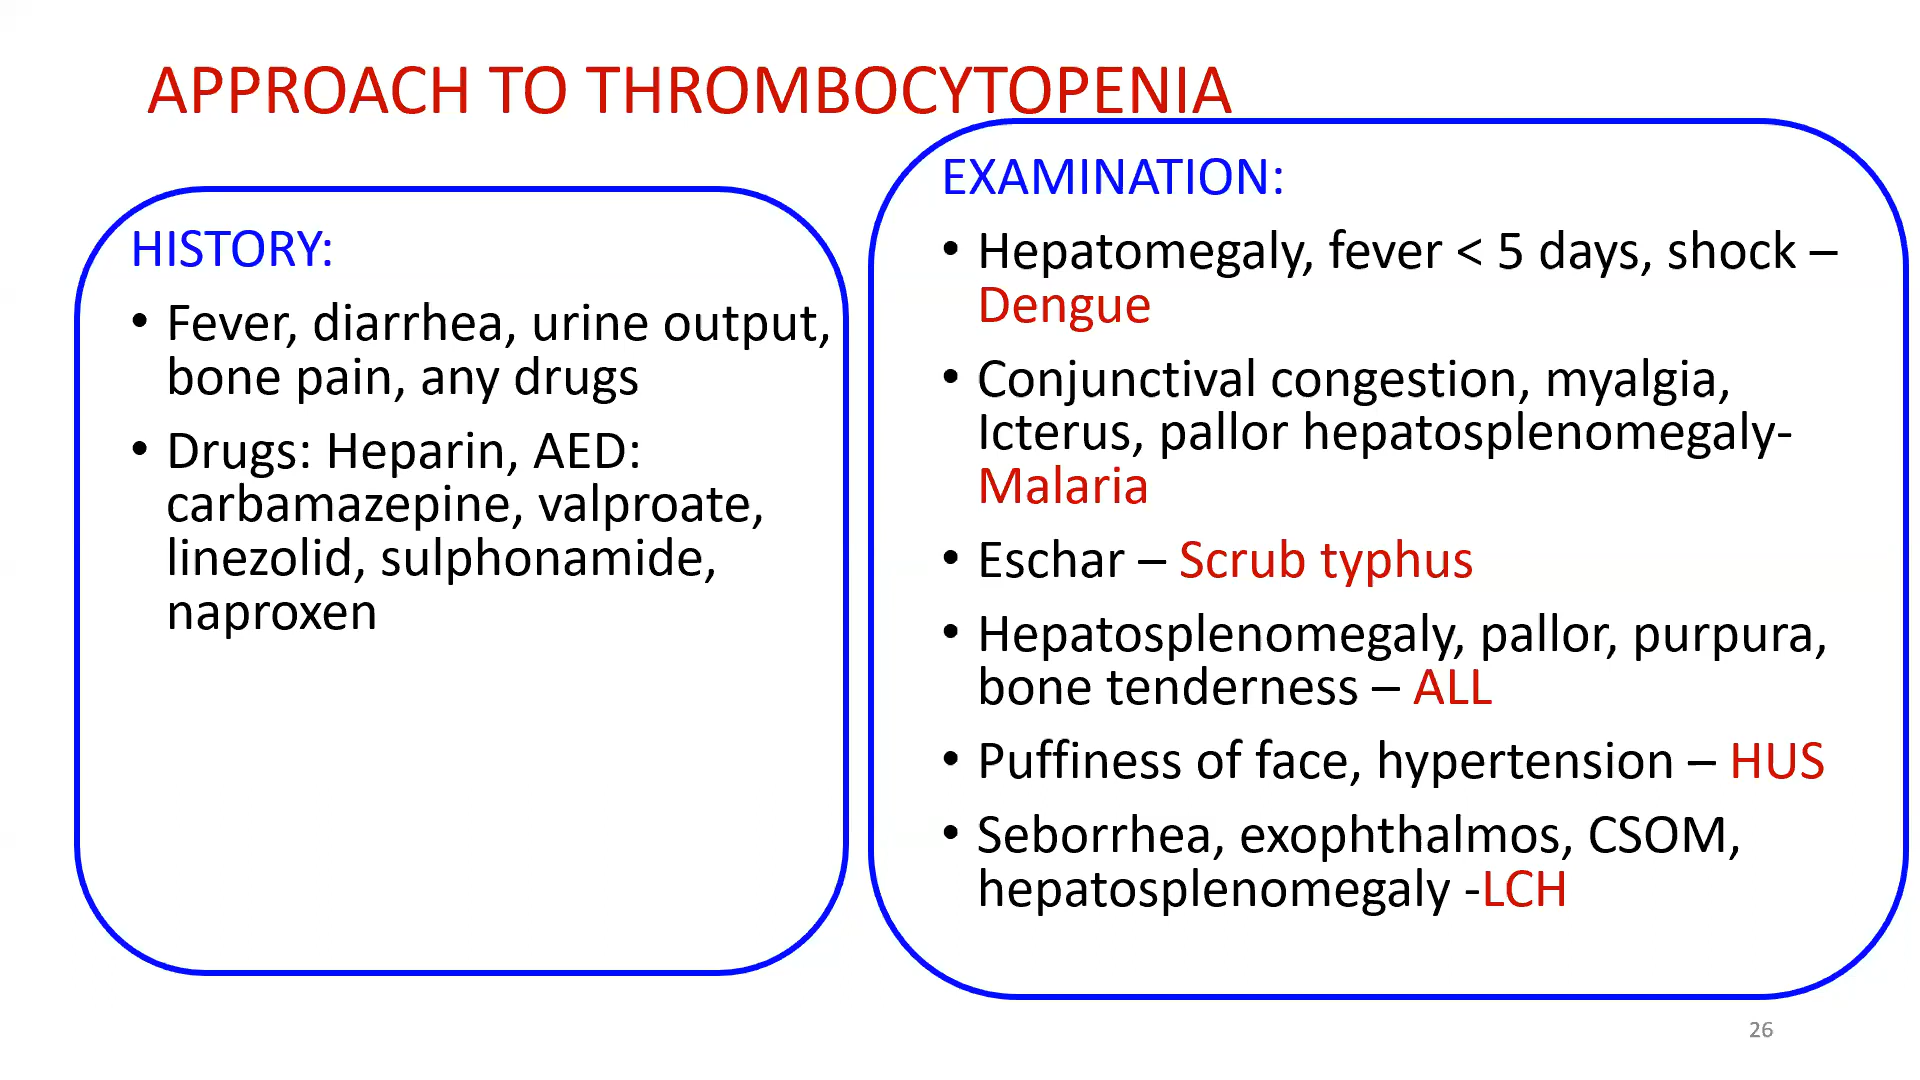 APPROACH TO THROMBOCYTOPENIA
HISTORY:
• Fever, diarrhea, urine output,
bone pain, any drugs
• Drugs: Heparin, AED:
carbamazepine, valproate,
linezolid, sulphonamide,
naproxen
EXAMINATION:
• Hepatomegaly, fever < 5 days, shock –
Dengue
• Conjunctival congestion, myalgia,
Icterus, pallor hepatosplenomegaly-
Malaria
• Eschar – Scrub typhus
• Hepatosplenomegaly, pallor, purpura,
bone tenderness – ALL
• Puffiness of face, hypertension – HUS
• Seborrhea, exophthalmos, CSOM,
hepatosplenomegaly -LCH
26